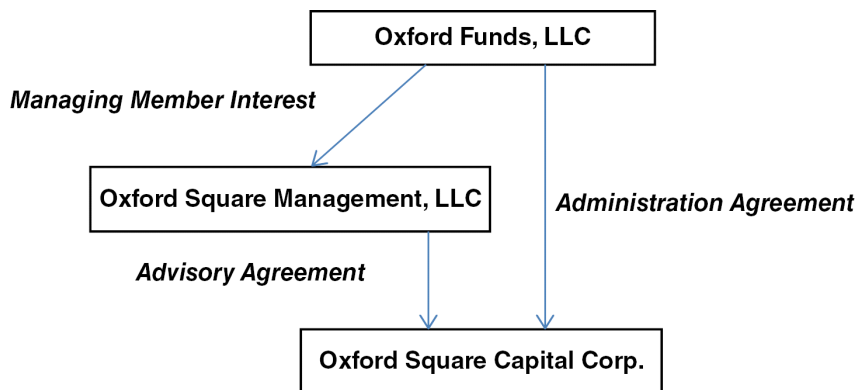 Oxford Funds, LLC
Managing Member Interest
Oxford Square Management, LLC
Administration Agreement
Advisory Agreement
Oxford Square Capital Corp.